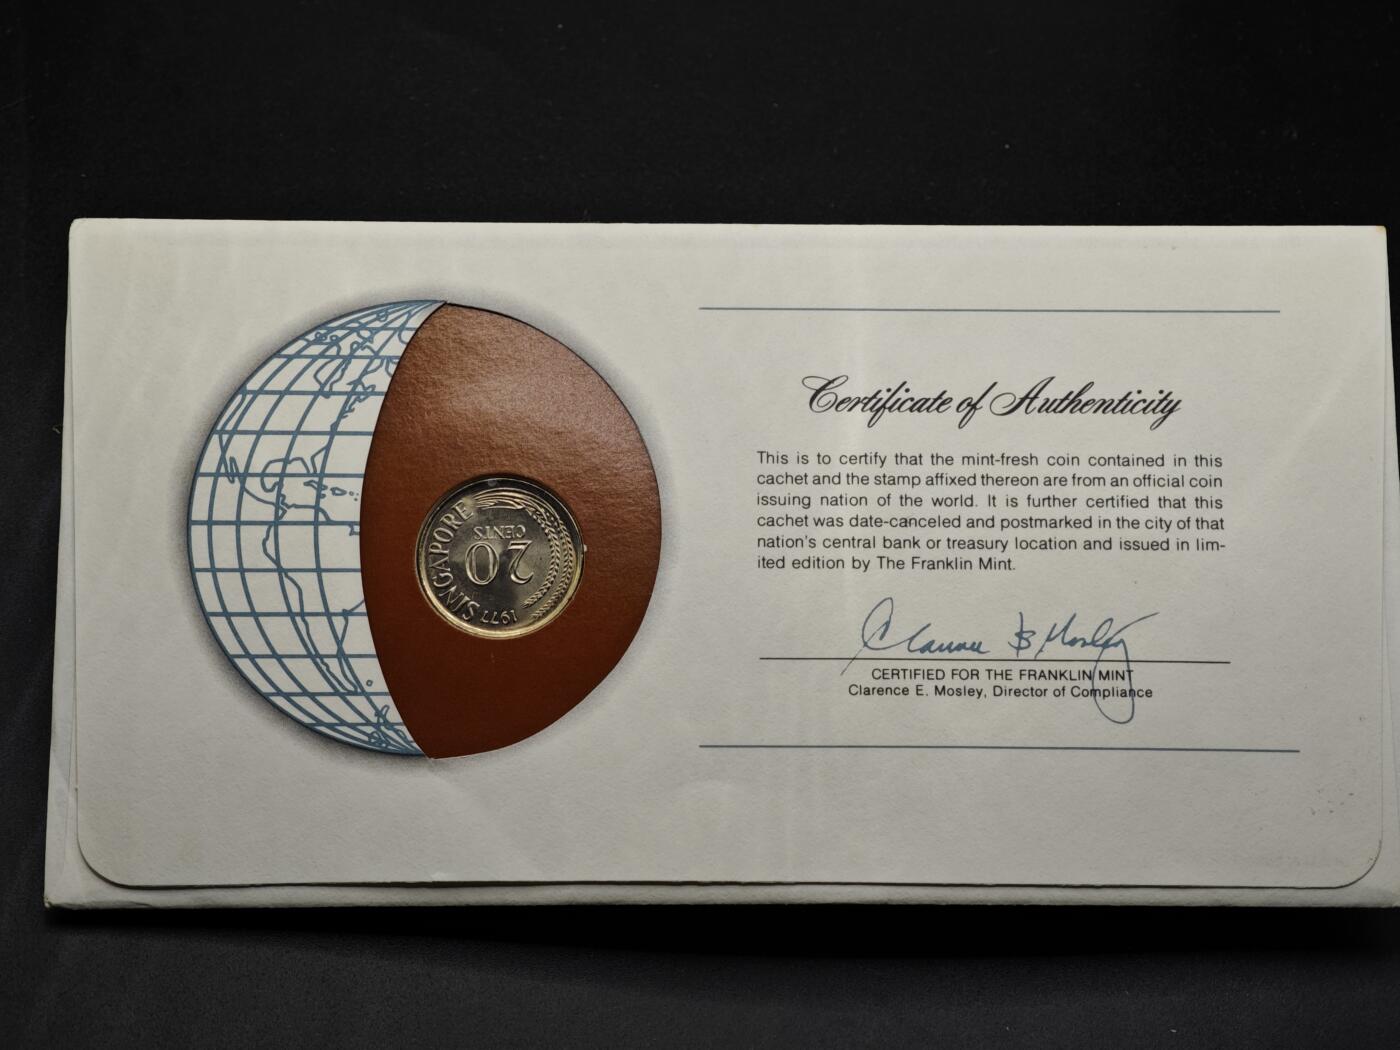 SINGAPORE
20
CENTS
1977
Certificate of Authenticity
This is to certify that the mint-fresh coin contained in this
cachet and the stamp affixed thereon are from an official coin
issuing nation of the world. It is further certified that this
cachet was date-canceled and postmarked in the city of that
nation's central bank or treasury location and issued in lim-
ited edition by The Franklin Mint.
Clarence E Mosley
CERTIFIED FOR THE FRANKLIN MINT
Clarence E. Mosley, Director of Compliance